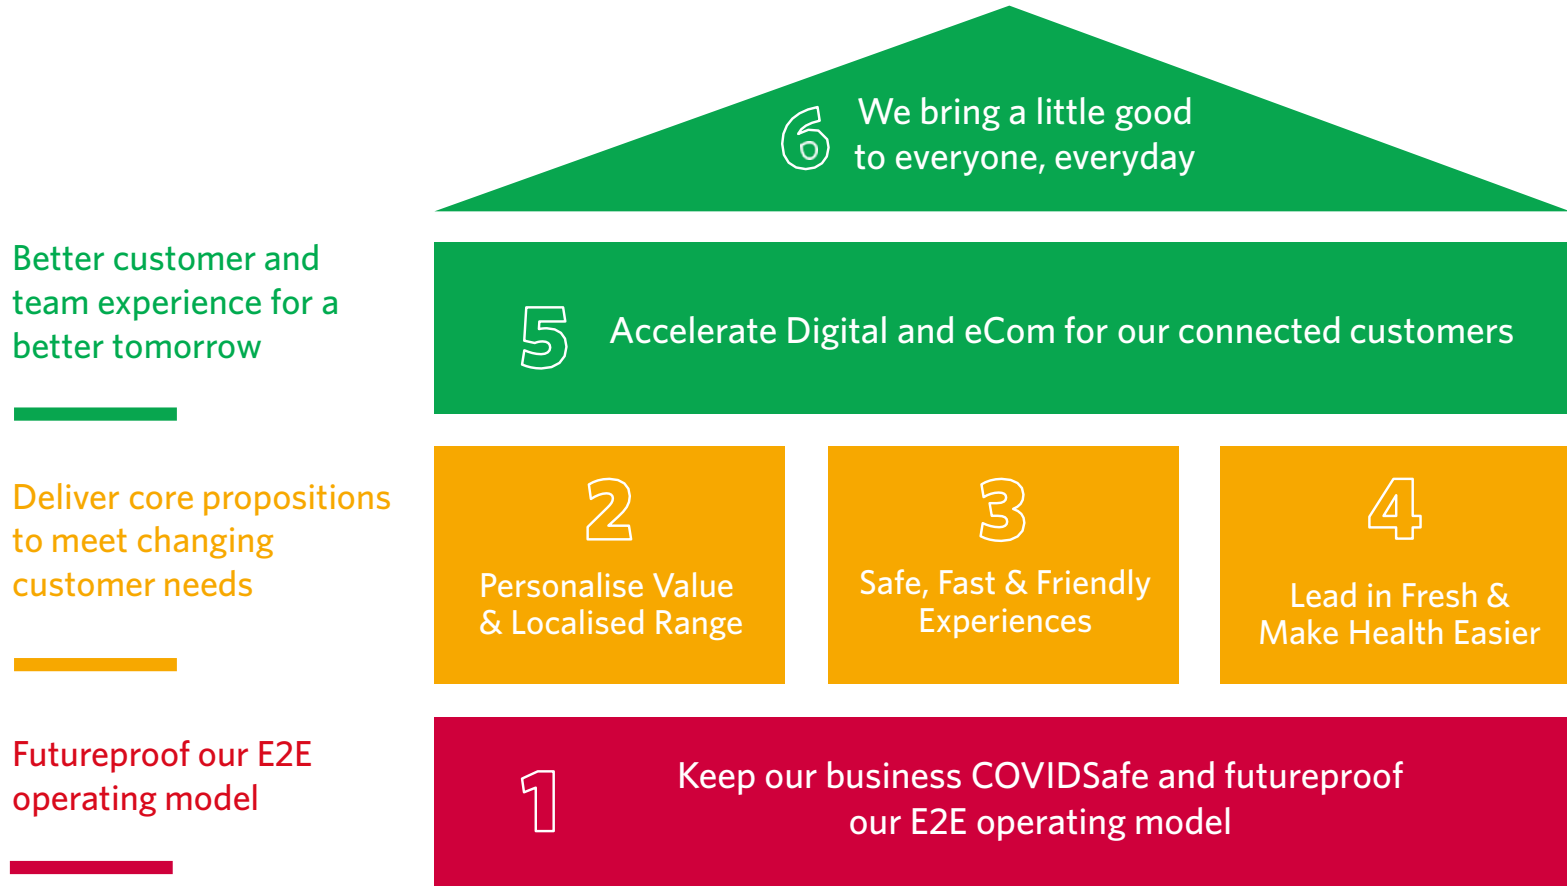 6
We bring a little good
to everyone, everyday
Better customer and
team experience for a
better tomorrow
5
Accelerate Digital and eCom for our connected customers
Deliver core propositions
to meet changing
customer needs
2
Personalise Value
& Localised Range
3
Safe, Fast & Friendly
Experiences
4
Lead in Fresh &
Make Health Easier
Futureproof our E2E
operating model
1
Keep our business COVIDSafe and futureproof
our E2E operating model